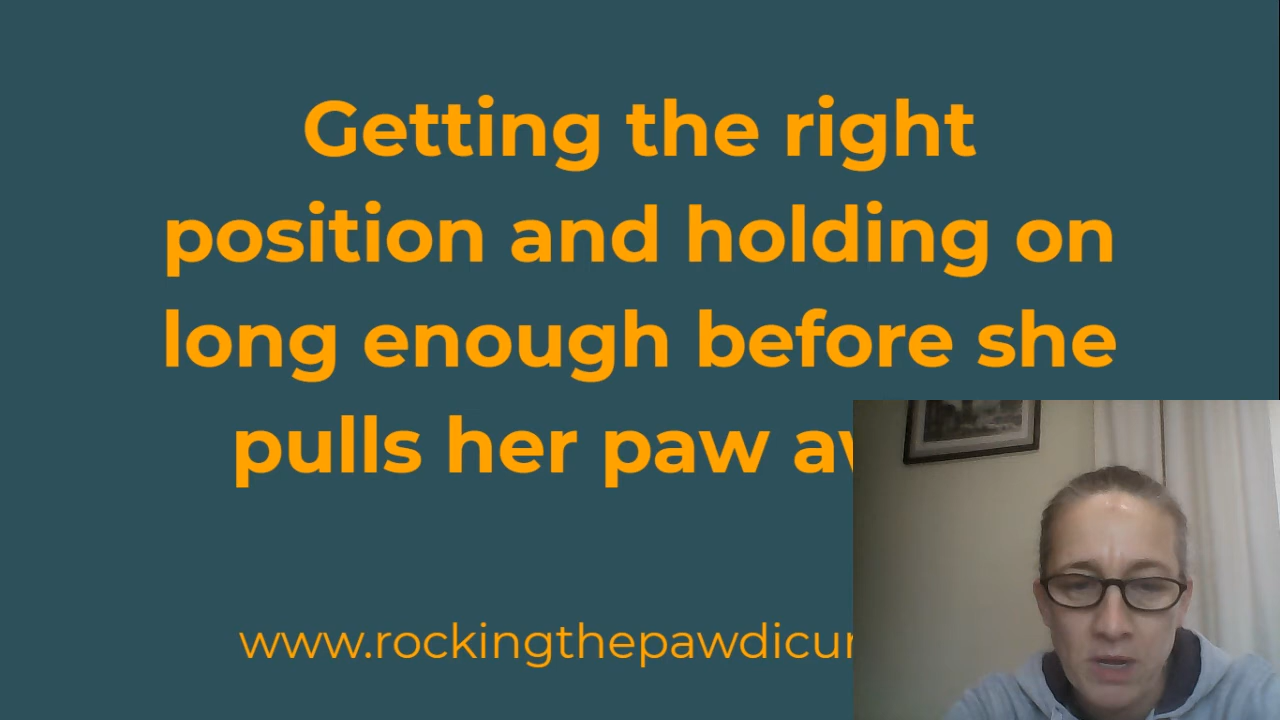 Getting the right
position and holding on
long enough before she
pulls her paw
www.rockingthepawdicur